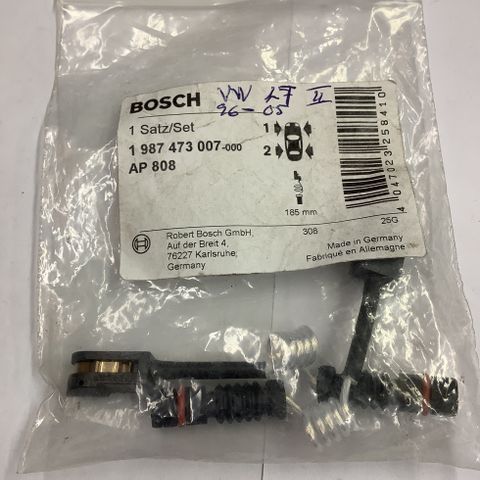 BOSCH
VW LT II
96-05
1 Satz/Set
1
1 987 473 007-000
2
AP 808
185 mm
308
25G
Robert Bosch GmbH,
Auf der Breit 4,
76227 Karlsruhe,
Germany
Made in Germany
Fabriqué en Allemagne
4 047023 258410